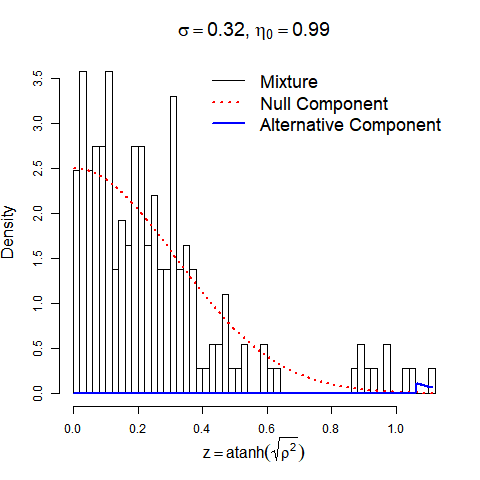 σ = 0.32, η₀ = 0.99
Mixture
Null Component
Alternative Component
Density
3.5
3.0
2.5
2.0
1.5
1.0
0.5
0.0
0.0 0.2 0.4 0.6 0.8 1.0
z = atanh(√ρ²)